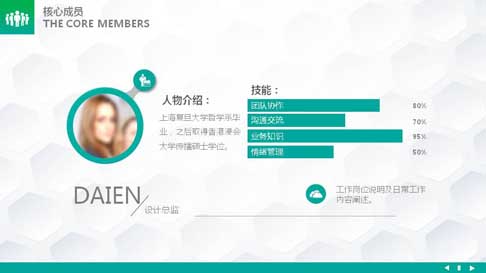 核心成员
THE CORE MEMBERS
人物介绍：
上海复旦大学哲学系毕
业，之后取得香港浸会
大学传播硕士学位。
技能：
团队协作 80%
沟通交流 70%
业务知识 95%
情绪管理 50%
DAIEN
设计总监
工作岗位说明及日常工作
内容阐述。